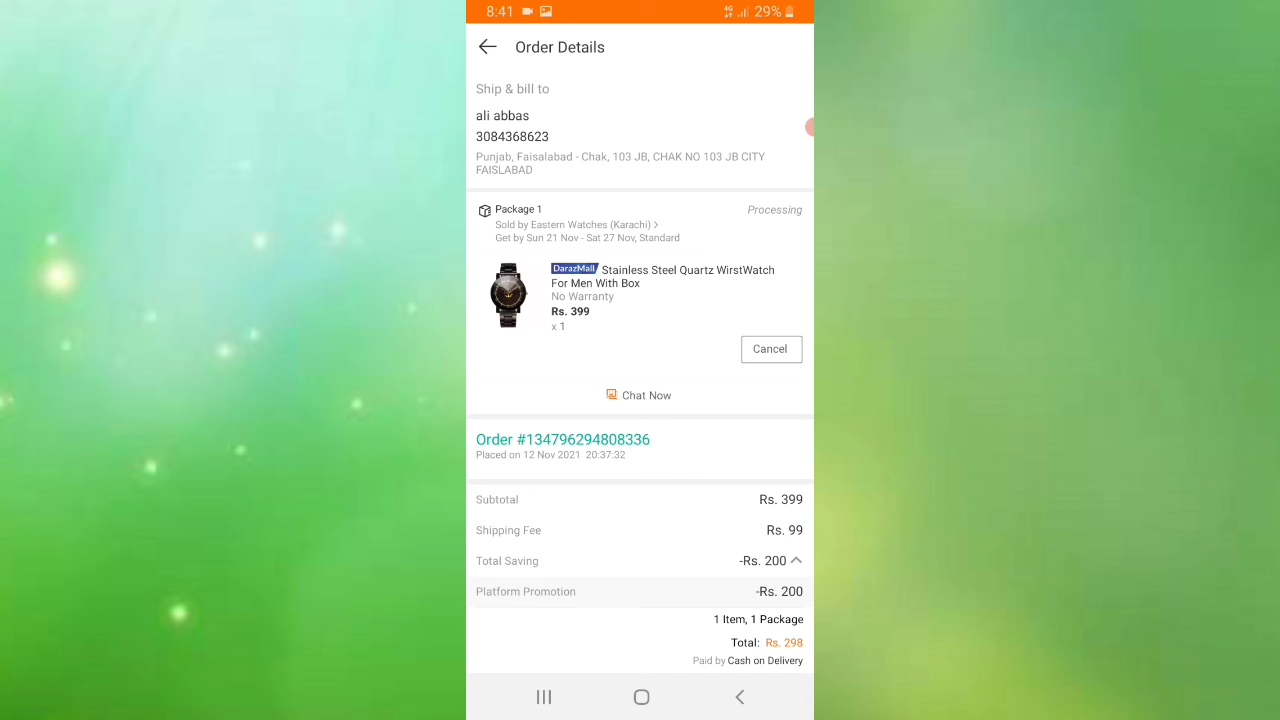 8:41 4G 29%
Order Details
Ship & bill to
ali abbas
3084368623
Punjab, Faisalabad - Chak, 103 JB, CHAK NO 103 JB CITY
FAISLABAD
Package 1 Processing
Sold by Eastern Watches (Karachi) >
Get by Sun 21 Nov - Sat 27 Nov, Standard
DarazMall Stainless Steel Quartz WirstWatch
For Men With Box
No Warranty
Rs. 399
x 1
Cancel
Chat Now
Order #134796294808336
Placed on 12 Nov 2021 20:37:32
Subtotal Rs. 399
Shipping Fee Rs. 99
Total Saving -Rs. 200
Platform Promotion -Rs. 200
1 Item, 1 Package
Total: Rs. 298
Paid by Cash on Delivery